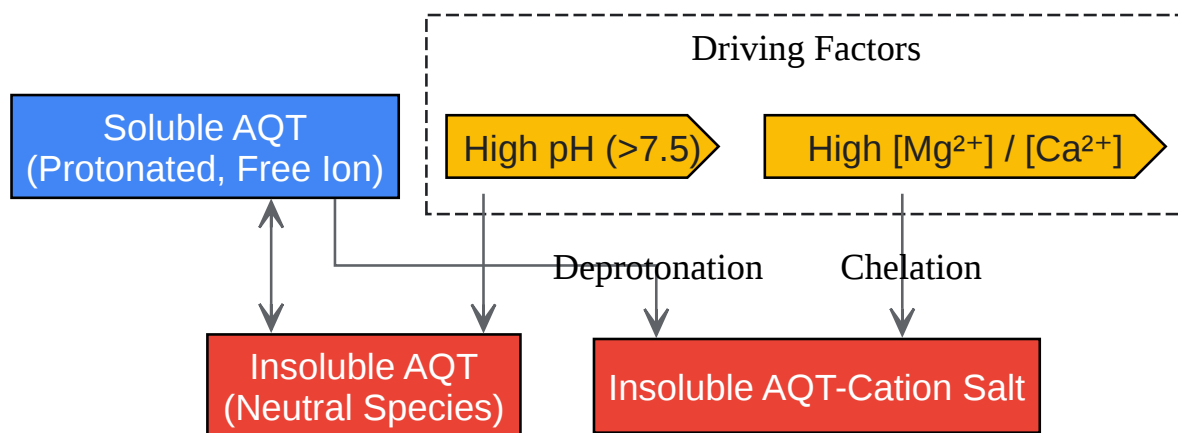 Driving Factors
Soluble AQT
(Protonated, Free Ion)
High pH (>7.5)
High [Mg²⁺] / [Ca²⁺]
Deprotonation
Chelation
Insoluble AQT
(Neutral Species)
Insoluble AQT-Cation Salt